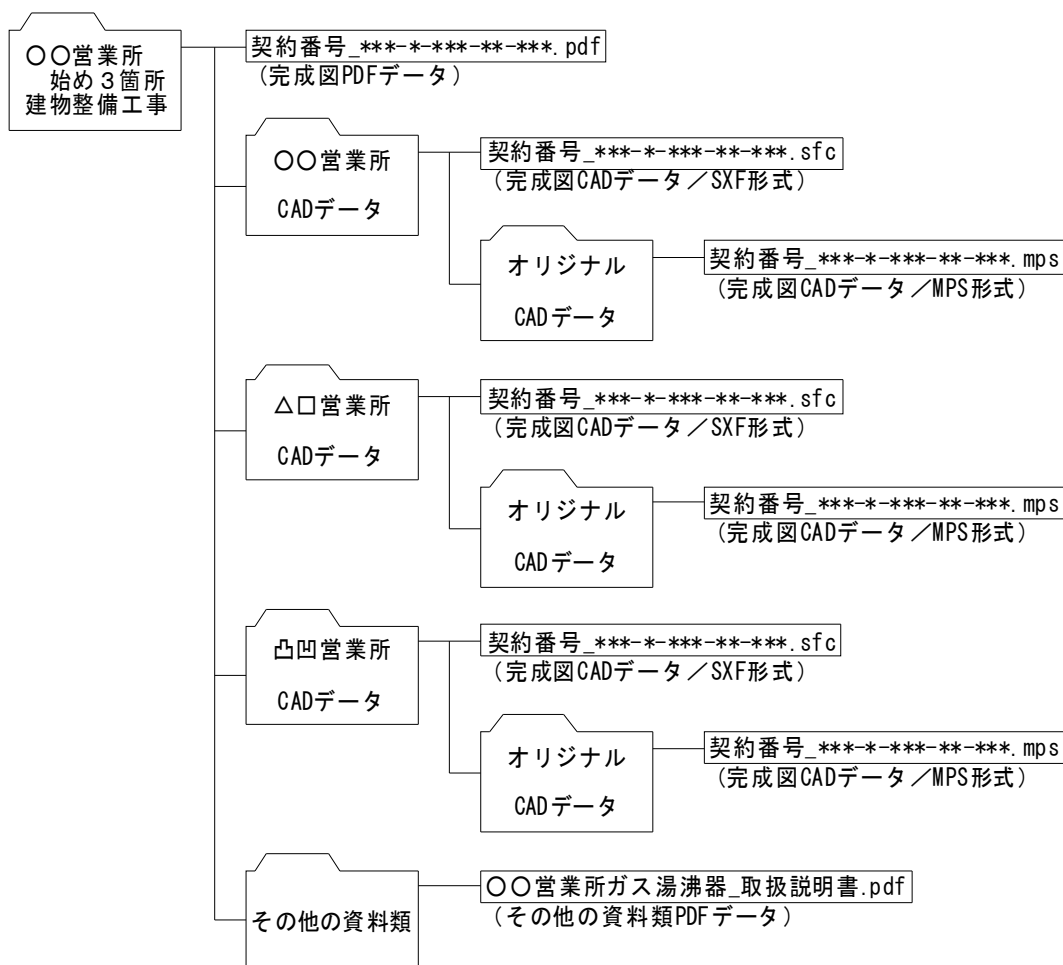 〇〇営業所
始め３箇所
建物整備工事
契約番号_***-*-***-**-***.pdf
(完成図PDFデータ)
〇〇営業所
CADデータ
契約番号_***-*-***-**-***.sfc
(完成図CADデータ／SXF形式)
オリジナル
CADデータ
契約番号_***-*-***-**-***.mps
(完成図CADデータ／MPS形式)
△□営業所
CADデータ
契約番号_***-*-***-**-***.sfc
(完成図CADデータ／SXF形式)
オリジナル
CADデータ
契約番号_***-*-***-**-***.mps
(完成図CADデータ／MPS形式)
凸凹営業所
CADデータ
契約番号_***-*-***-**-***.sfc
(完成図CADデータ／SXF形式)
オリジナル
CADデータ
契約番号_***-*-***-**-***.mps
(完成図CADデータ／MPS形式)
その他の資料類
〇〇営業所ガス湯沸器_取扱説明書.pdf
(その他の資料類PDFデータ)